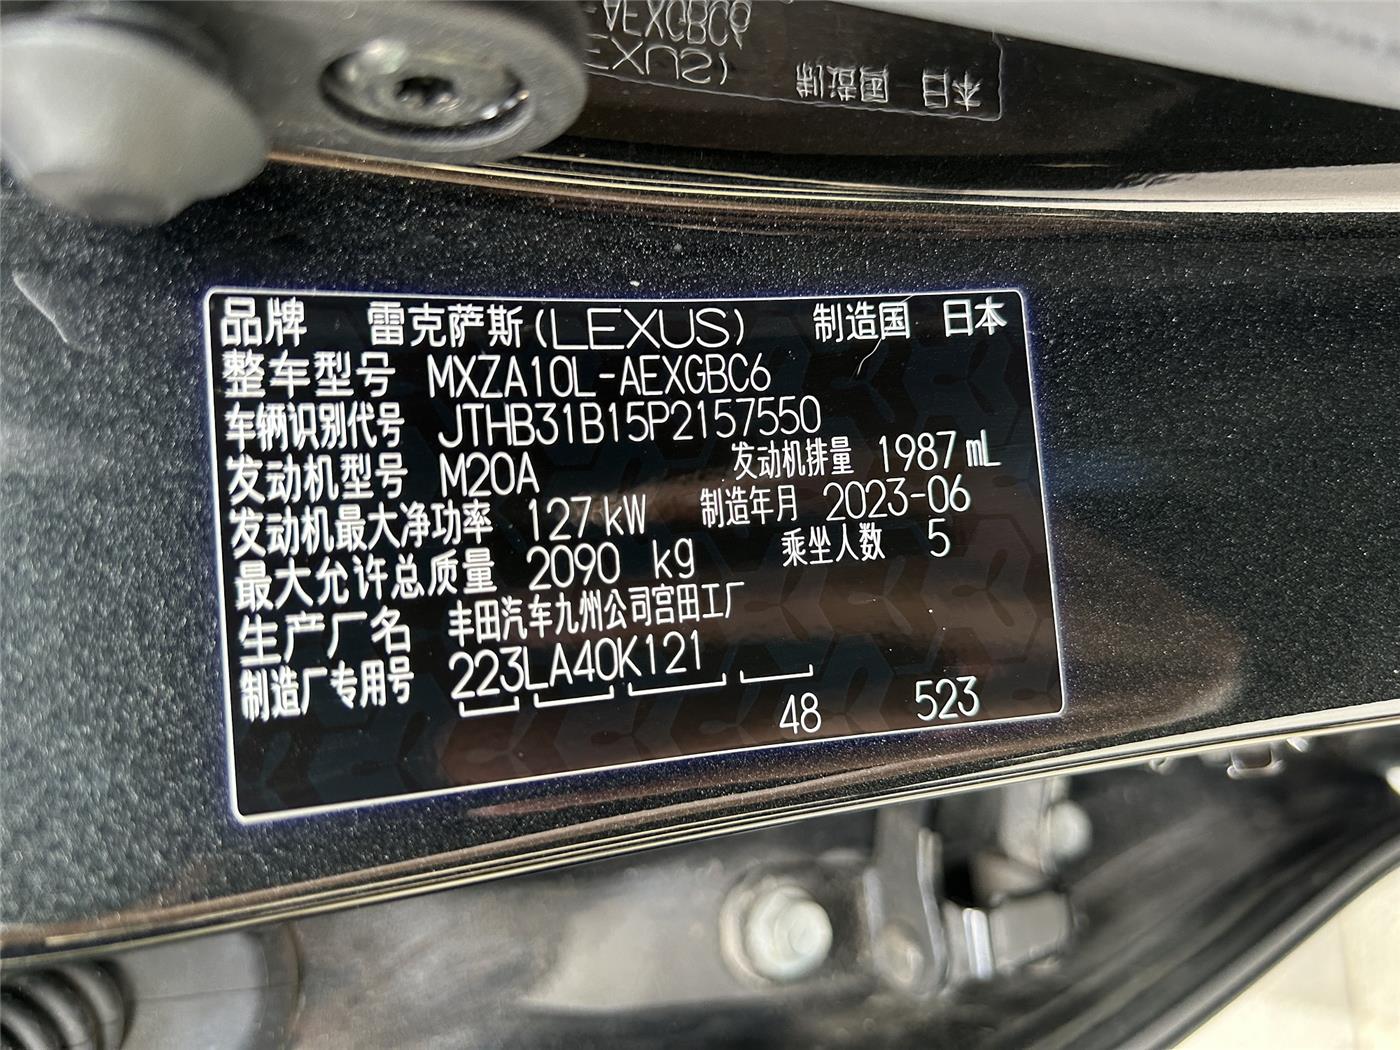 品牌 雷克萨斯(LEXUS) 制造国 日本
整车型号 MXZA10L-AEXGBC6
车辆识别代号 JTHB31B15P2157550
发动机型号 M20A 发动机排量 1987 mL
发动机最大净功率 127 kW 制造年月 2023-06
最大允许总质量 2090 kg 乘坐人数 5
生产厂名 丰田汽车九州公司宫田工厂
制造厂专用号 223LA40K121
48 523